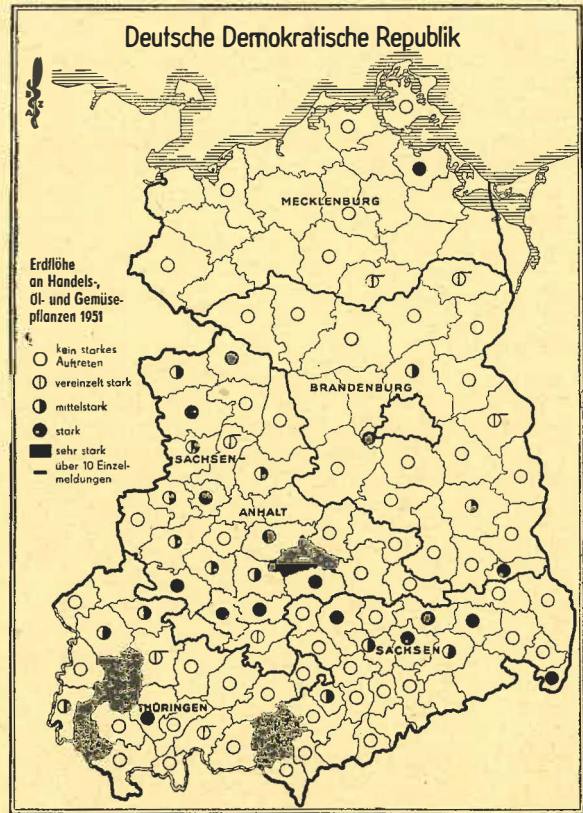 Deutsche Demokratische Republik
N
MECKLENBURG
Erdflöhe
an Handels-,
Öl- und Gemüse-
pflanzen 1951
kein starkes
Auftreten
vereinzelt stark
mittelstark
stark
sehr stark
über 10 Einzel-
meldungen
BRANDENBURG
SACHSEN-
ANHALT
SACHSEN
THÜRINGEN